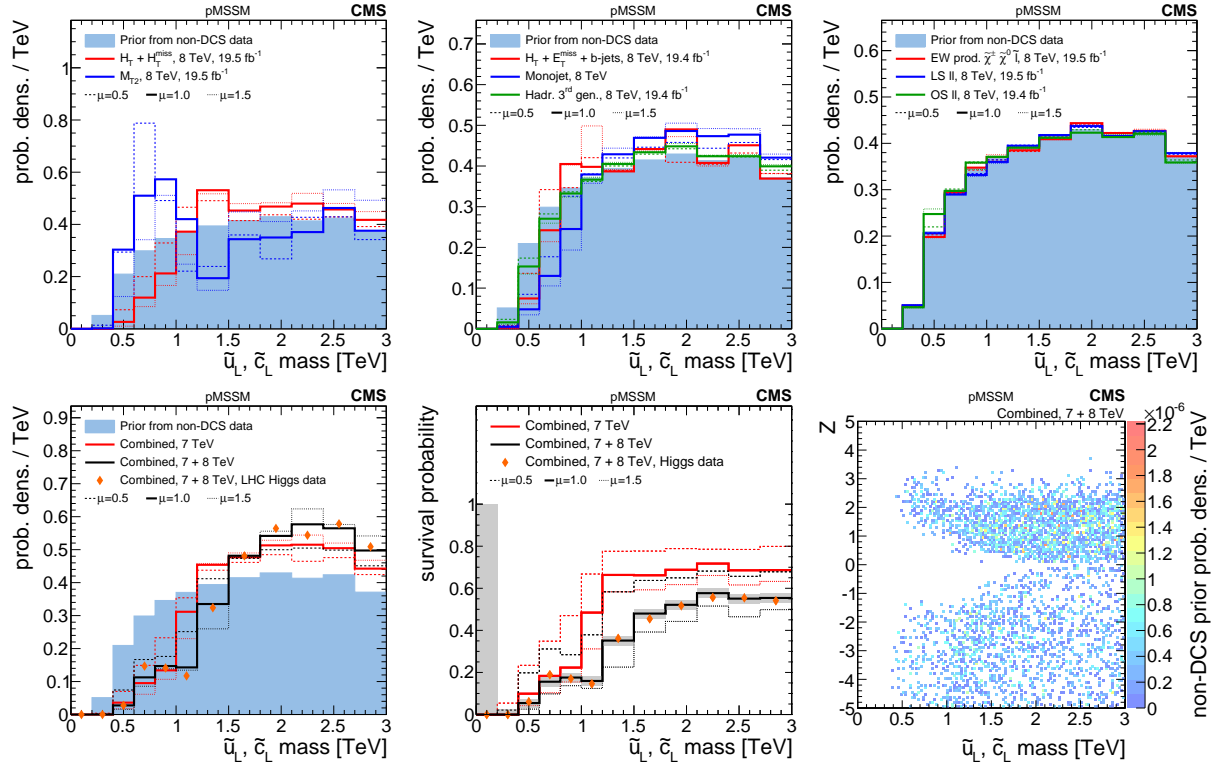 pMSSM CMS
prob. dens. / TeV
Prior from non-DCS data
H_T + H_T^miss, 8 TeV, 19.5 fb⁻¹
M_T2, 8 TeV, 19.5 fb⁻¹
μ=0.5 μ=1.0 μ=1.5
1
0.8
0.6
0.4
0.2
0
0 0.5 1 1.5 2 2.5 3
ũ_L, c̃_L mass [TeV]
pMSSM CMS
prob. dens. / TeV
Prior from non-DCS data
H_T + E_T^miss + b-jets, 8 TeV, 19.4 fb⁻¹
Monojet, 8 TeV
Hadr. 3rd gen., 8 TeV, 19.4 fb⁻¹
μ=0.5 μ=1.0 μ=1.5
0.7
0.6
0.5
0.4
0.3
0.2
0.1
0
0 0.5 1 1.5 2 2.5 3
ũ_L, c̃_L mass [TeV]
pMSSM CMS
prob. dens. / TeV
Prior from non-DCS data
EW prod. χ̃^± χ̃^0 l̃, 8 TeV, 19.5 fb⁻¹
LS ll, 8 TeV, 19.5 fb⁻¹
OS ll, 8 TeV, 19.4 fb⁻¹
μ=0.5 μ=1.0 μ=1.5
0.6
0.5
0.4
0.3
0.2
0.1
0
0 0.5 1 1.5 2 2.5 3
ũ_L, c̃_L mass [TeV]
pMSSM CMS
prob. dens. / TeV
Prior from non-DCS data
Combined, 7 TeV
Combined, 7 + 8 TeV
Combined, 7 + 8 TeV, LHC Higgs data
μ=0.5 μ=1.0 μ=1.5
0.9
0.8
0.7
0.6
0.5
0.4
0.3
0.2
0.1
0
0 0.5 1 1.5 2 2.5 3
ũ_L, c̃_L mass [TeV]
pMSSM CMS
survival probability
Combined, 7 TeV
Combined, 7 + 8 TeV
Combined, 7 + 8 TeV, Higgs data
μ=0.5 μ=1.0 μ=1.5
1
0.8
0.6
0.4
0.2
0
0 0.5 1 1.5 2 2.5 3
ũ_L, c̃_L mass [TeV]
pMSSM CMS
Combined, 7 + 8 TeV
×10⁻⁶
Z
5
4
3
2
1
0
-1
-2
-3
-4
-5
0 0.5 1 1.5 2 2.5 3
ũ_L, c̃_L mass [TeV]
2.2
2
1.8
1.6
1.4
1.2
1
0.8
0.6
0.4
0.2
0
non-DCS prior prob. dens. / TeV